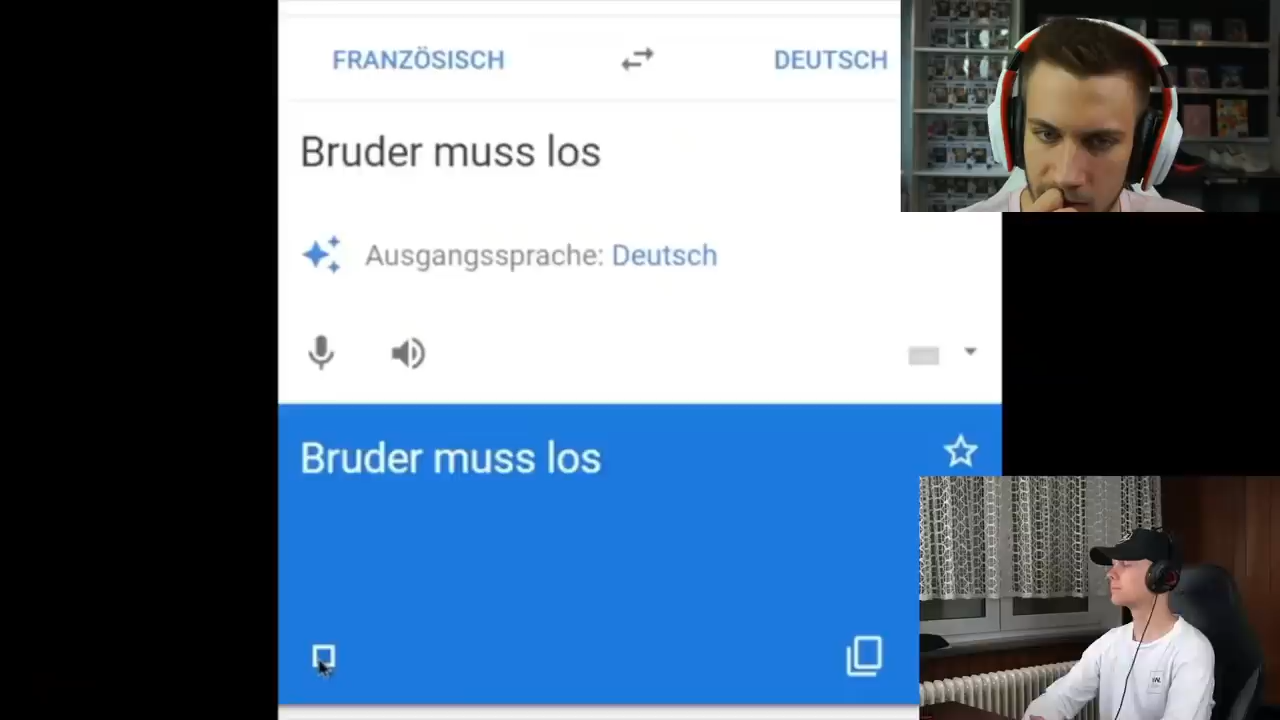 FRANZÖSISCH DEUTSCH
Bruder muss los
Ausgangssprache: Deutsch
Bruder muss los